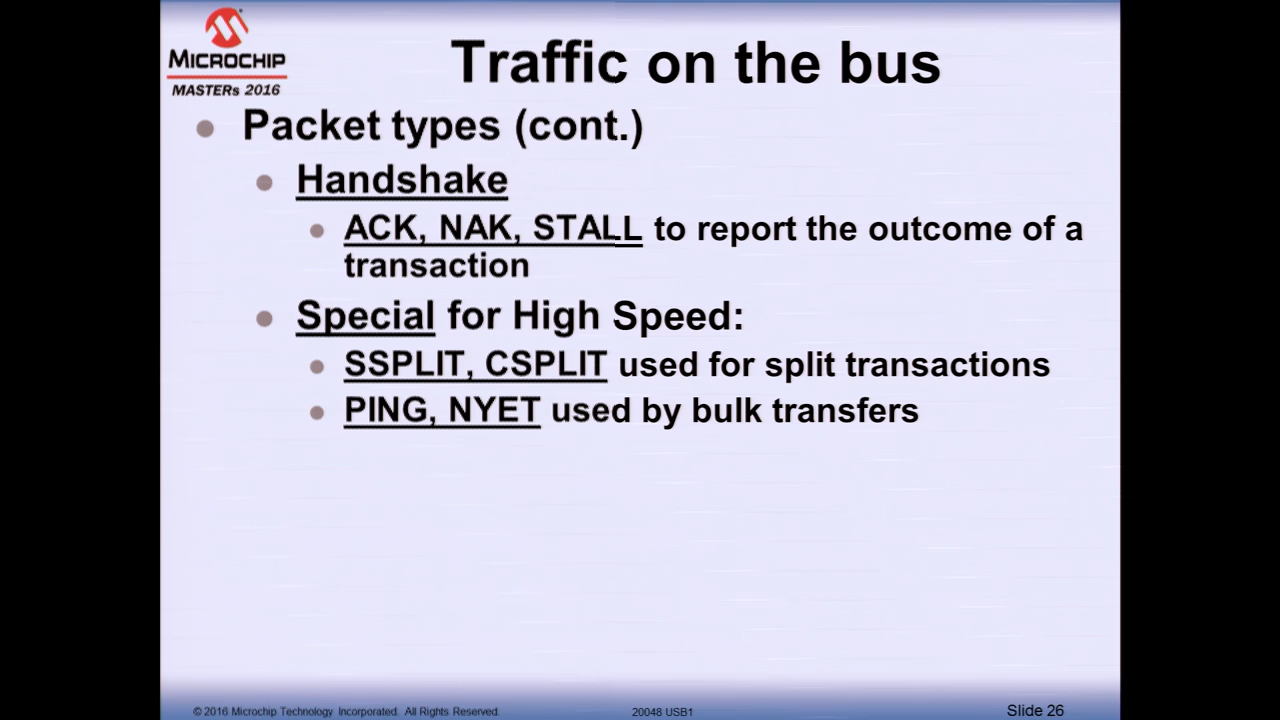 MICROCHIP
MASTERs 2016
Traffic on the bus
Packet types (cont.)
Handshake
ACK, NAK, STALL to report the outcome of a
transaction
Special for High Speed:
SSPLIT, CSPLIT used for split transactions
PING, NYET used by bulk transfers
© 2016 Microchip Technology Incorporated. All Rights Reserved.
20048 USB1
Slide 26